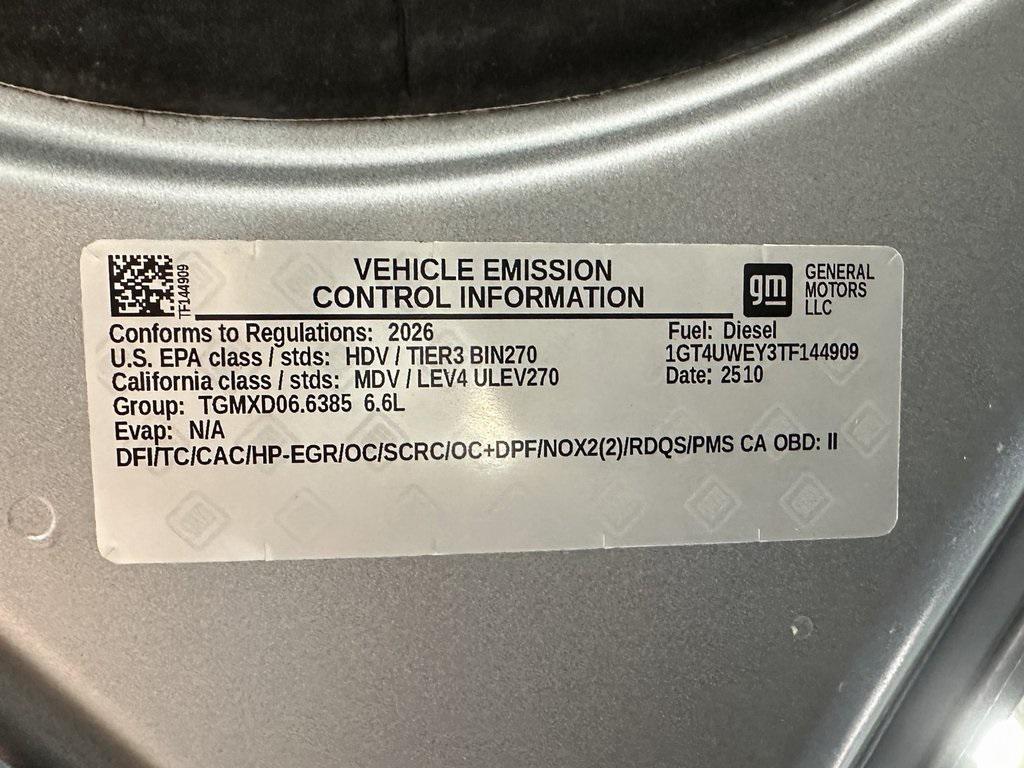 TF144909
VEHICLE EMISSION
CONTROL INFORMATION
gm
GENERAL
MOTORS
LLC
Conforms to Regulations: 2026
Fuel: Diesel
U.S. EPA class / stds: HDV / TIER3 BIN270
1GT4UWEY3TF144909
California class / stds: MDV / LEV4 ULEV270
Date: 2510
Group: TGMXD06.6385 6.6L
Evap: N/A
DFI/TC/CAC/HP-EGR/OC/SCRC/OC+DPF/NOX2(2)/RDQS/PMS CA OBD: II